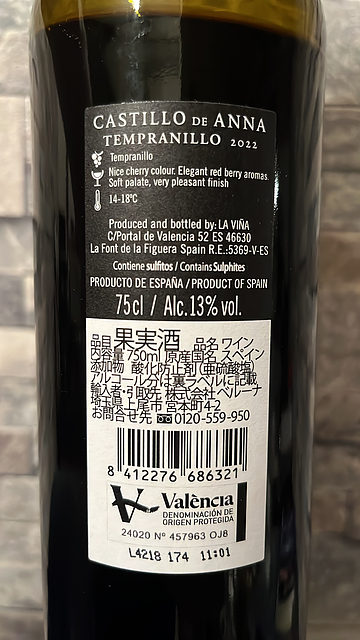 CASTILLO DE ANNA
TEMPRANILLO 2022
Tempranillo
Nice cherry colour. Elegant red berry aromas.
Soft palate, very pleasant finish
14-18°C
Produced and bottled by: LA VIÑA
C/Portal de Valencia 52 ES 46630
La Font de la Figuera Spain R.E.:5369-V-ES
Contiene sulfitos / Contains Sulphites
PRODUCTO DE ESPAÑA / PRODUCT OF SPAIN
75cl / Alc.13% vol.
品目 果実酒 品名 ワイン
内容量 750ml 原産国名 スペイン
添加物 酸化防止剤(亜硫酸塩)
アルコール分は裏ラベルに記載
輸入者・引取先 株式会社 ベルーナ
埼玉県 上尾市 宮本町4-2
お問合せ先 0120-559-950
8 412276 686321
València
DENOMINACIÓN DE
ORIGEN PROTEGIDA
24020 Nº 457963 OJ8
L4218 174 11:01